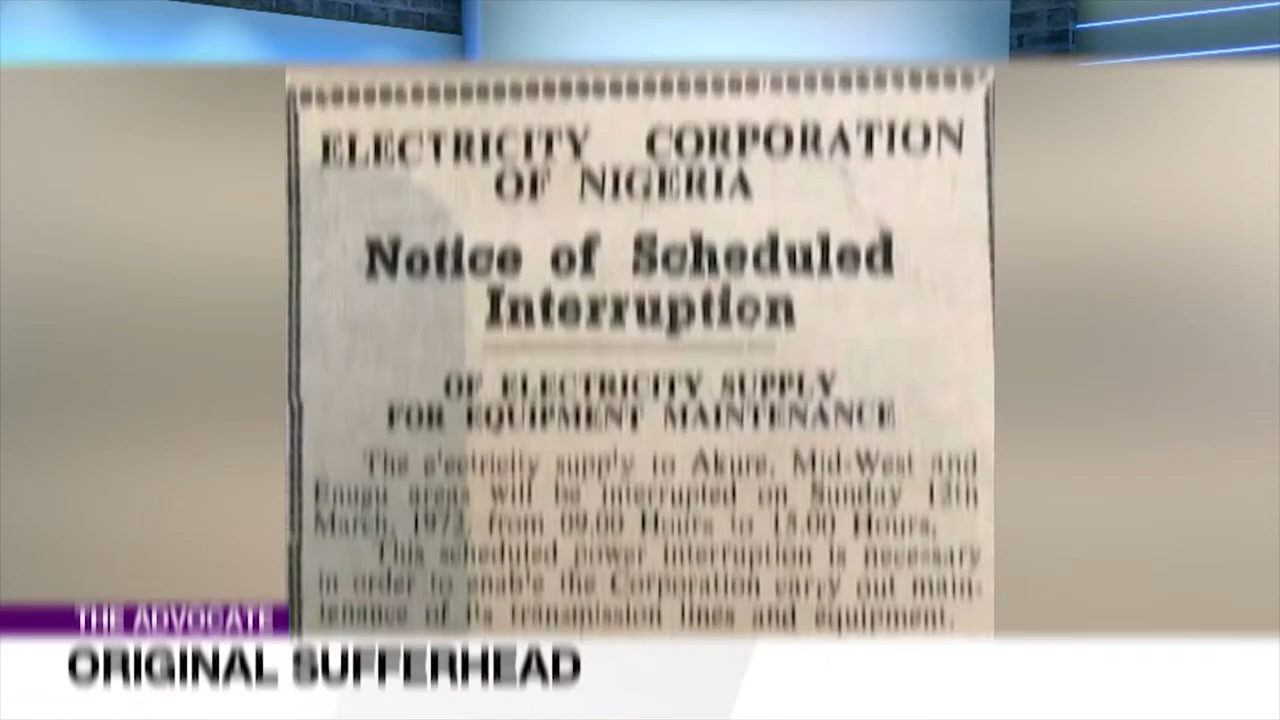 ELECTRICITY CORPORATION
OF NIGERIA
Notice of Scheduled
Interruption
OF ELECTRICITY SUPPLY
FOR EQUIPMENT MAINTENANCE
The electricity supply to Akure, Mid-West and
Enugu areas will be interrupted on Sunday 12th
March, 1972, from 09.00 Hours to 15.00 Hours.
This scheduled power interruption is necessary
in order to enable the Corporation carry out main-
tenance of its transmission lines and equipment.
THE ADVOCATE
ORIGINAL SUFFERHEAD